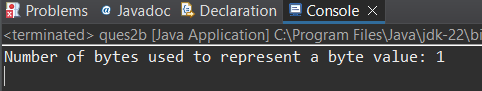 Problems Javadoc Declaration Console
<terminated> ques2b [Java Application] C:\Program Files\Java\jdk-22\bi
Number of bytes used to represent a byte value: 1